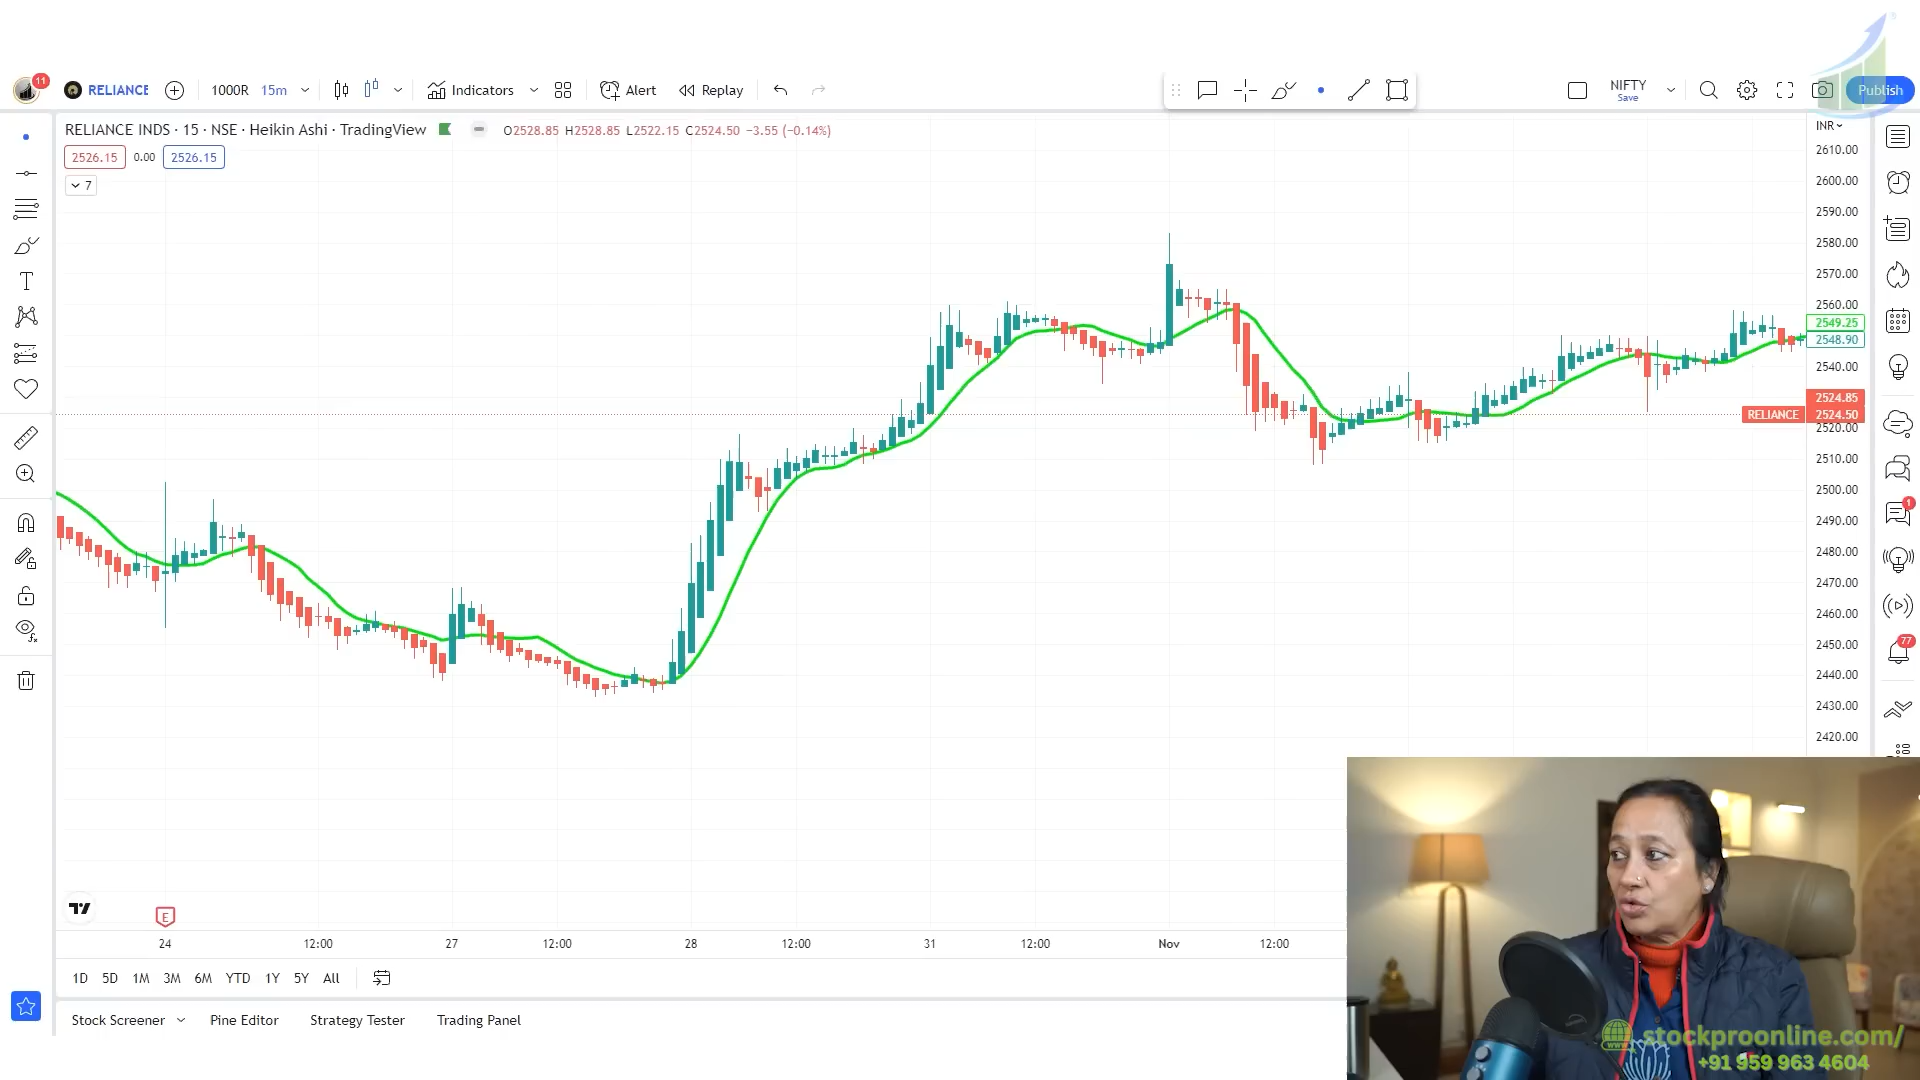 11
RELIANCE
1000R 15m
Indicators
Alert
Replay
NIFTY
Save
Publish
RELIANCE INDS · 15 · NSE · Heikin Ashi · TradingView
O2528.85 H2528.85 L2522.15 C2524.50 −3.55 (−0.14%)
INR
2526.15 0.00 2526.15
7
2610.00
2600.00
2590.00
2580.00
2570.00
2560.00
2549.25
2548.90
2540.00
2524.85
RELIANCE 2524.50
2520.00
2510.00
2500.00
1
2490.00
2480.00
2470.00
2460.00
2450.00
77
2440.00
2430.00
2420.00
E
24 12:00 27 12:00 28 12:00 31 12:00 Nov 12:00
1D 5D 1M 3M 6M YTD 1Y 5Y All
Stock Screener Pine Editor Strategy Tester Trading Panel
stockproonline.com/
+91 959 963 4604